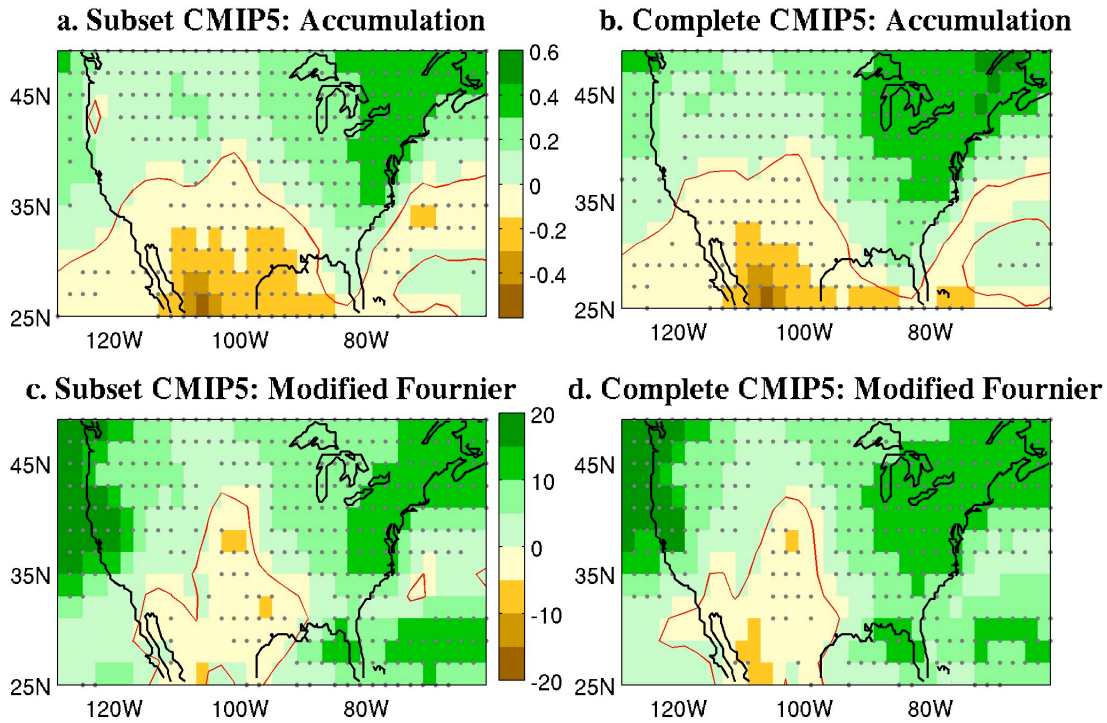 a. Subset CMIP5: Accumulation
b. Complete CMIP5: Accumulation
45N
35N
25N
120W 100W 80W
0.6
0.4
0.2
0
-0.2
-0.4
45N
35N
25N
120W 100W 80W
c. Subset CMIP5: Modified Fournier
d. Complete CMIP5: Modified Fournier
45N
35N
25N
120W 100W 80W
20
10
0
-10
-20
45N
35N
25N
120W 100W 80W